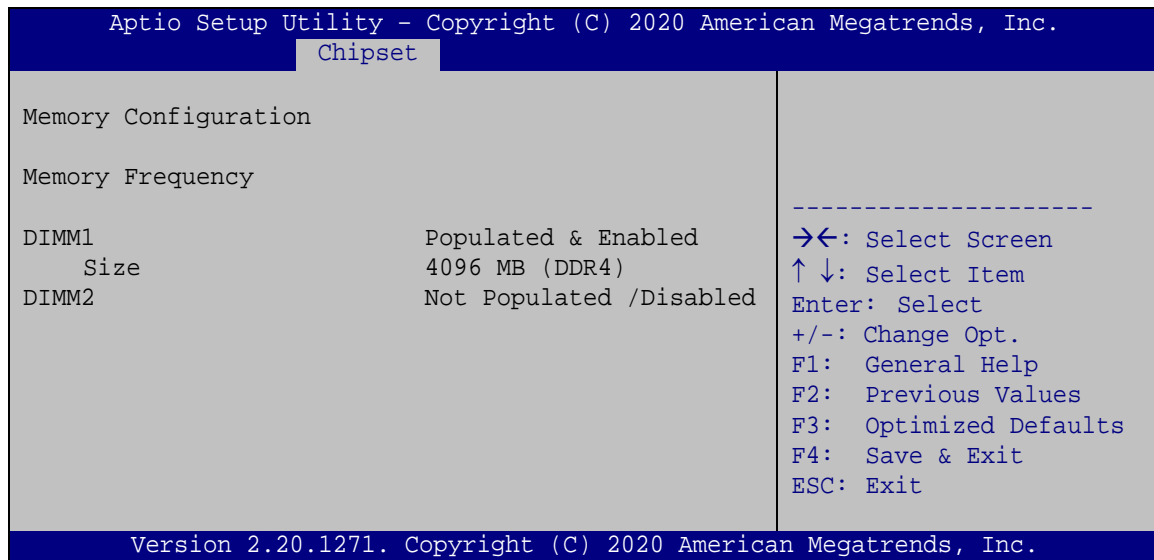 Aptio Setup Utility – Copyright (C) 2020 American Megatrends, Inc.
Chipset
Memory Configuration
Memory Frequency
DIMM1 Populated & Enabled
Size 4096 MB (DDR4)
DIMM2 Not Populated /Disabled
---------------------
→←: Select Screen
↑ ↓: Select Item
Enter: Select
+/-: Change Opt.
F1: General Help
F2: Previous Values
F3: Optimized Defaults
F4: Save & Exit
ESC: Exit
Version 2.20.1271. Copyright (C) 2020 American Megatrends, Inc.